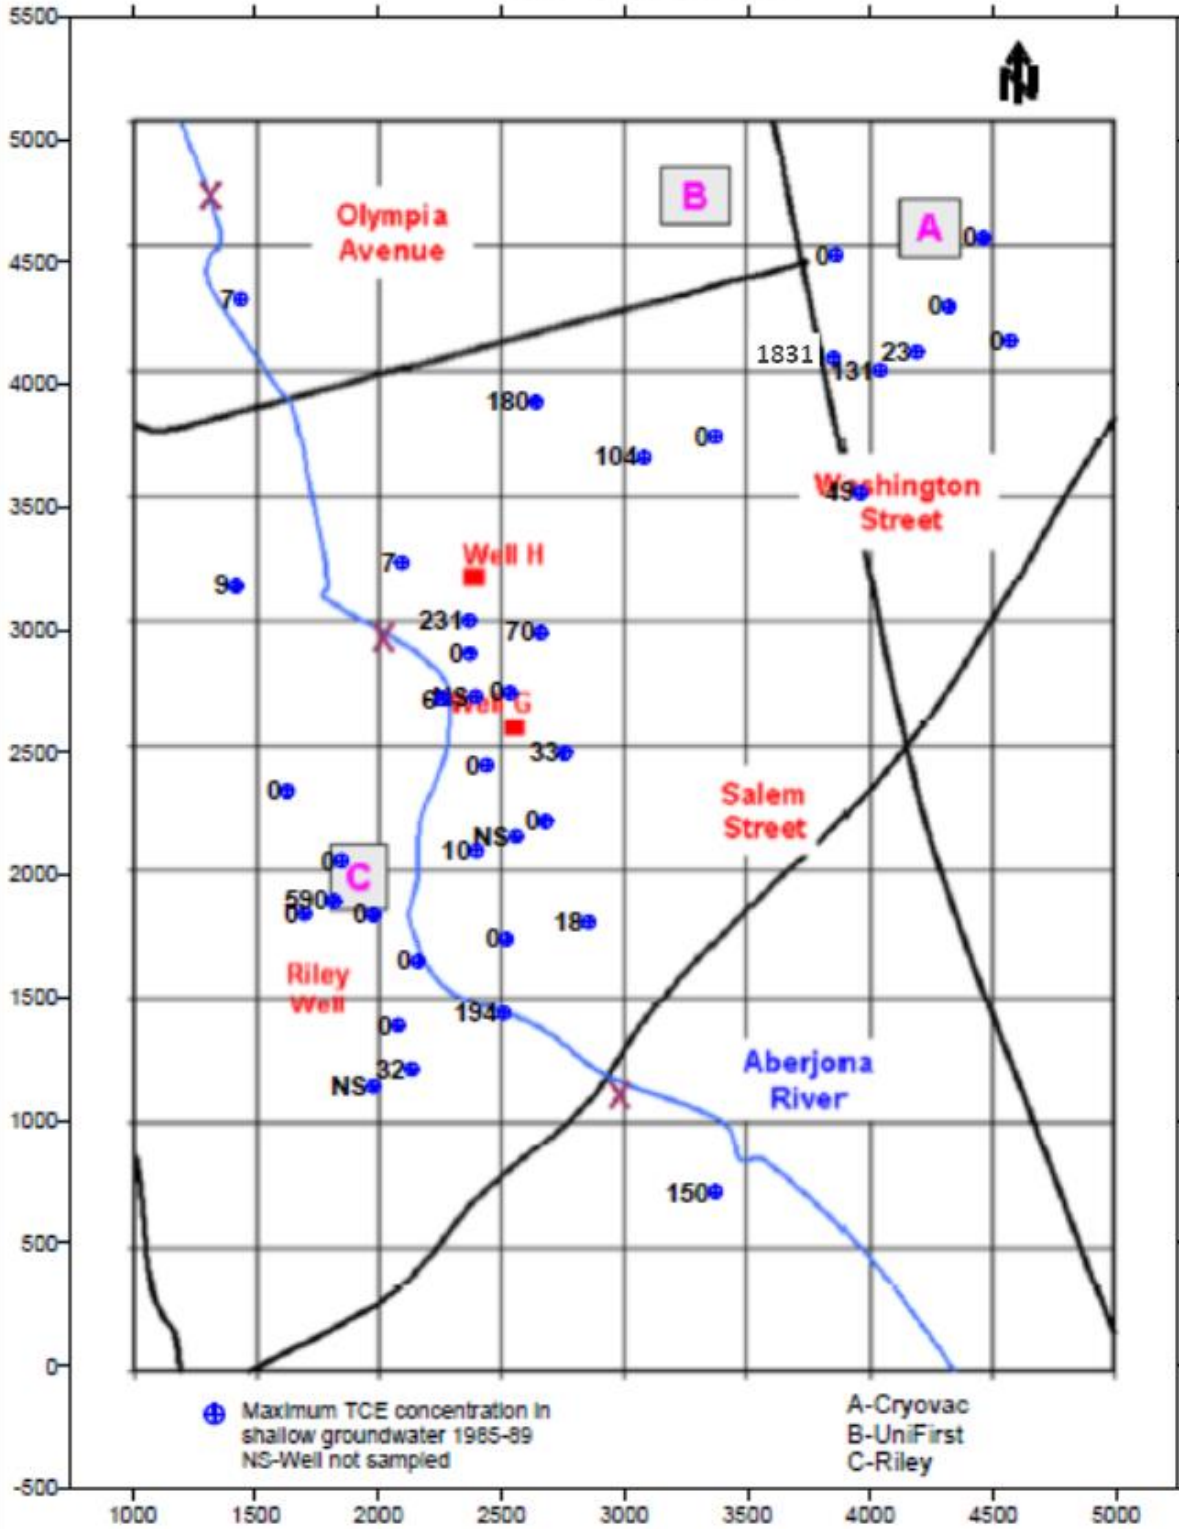 5500
N
5000
B
Olympia
Avenue
A
0
0
4500
7
0
0
1831
131
23
4000
180
0
104
Washington
49
3500
Street
Well H
7
9
231
70
3000
0
0
6
NS
Well G
33
2500
0
0
Salem
Street
0
NS
10
0
C
2000
590
0
0
18
0
0
Riley
Well
1500
194
0
32
NS
Aberjona
River
1000
150
500
0
Maximum TCE concentration in
shallow groundwater 1985-89
NS-Well not sampled
A-Cryovac
B-UniFirst
C-Riley
-500
1000 1500 2000 2500 3000 3500 4000 4500 5000